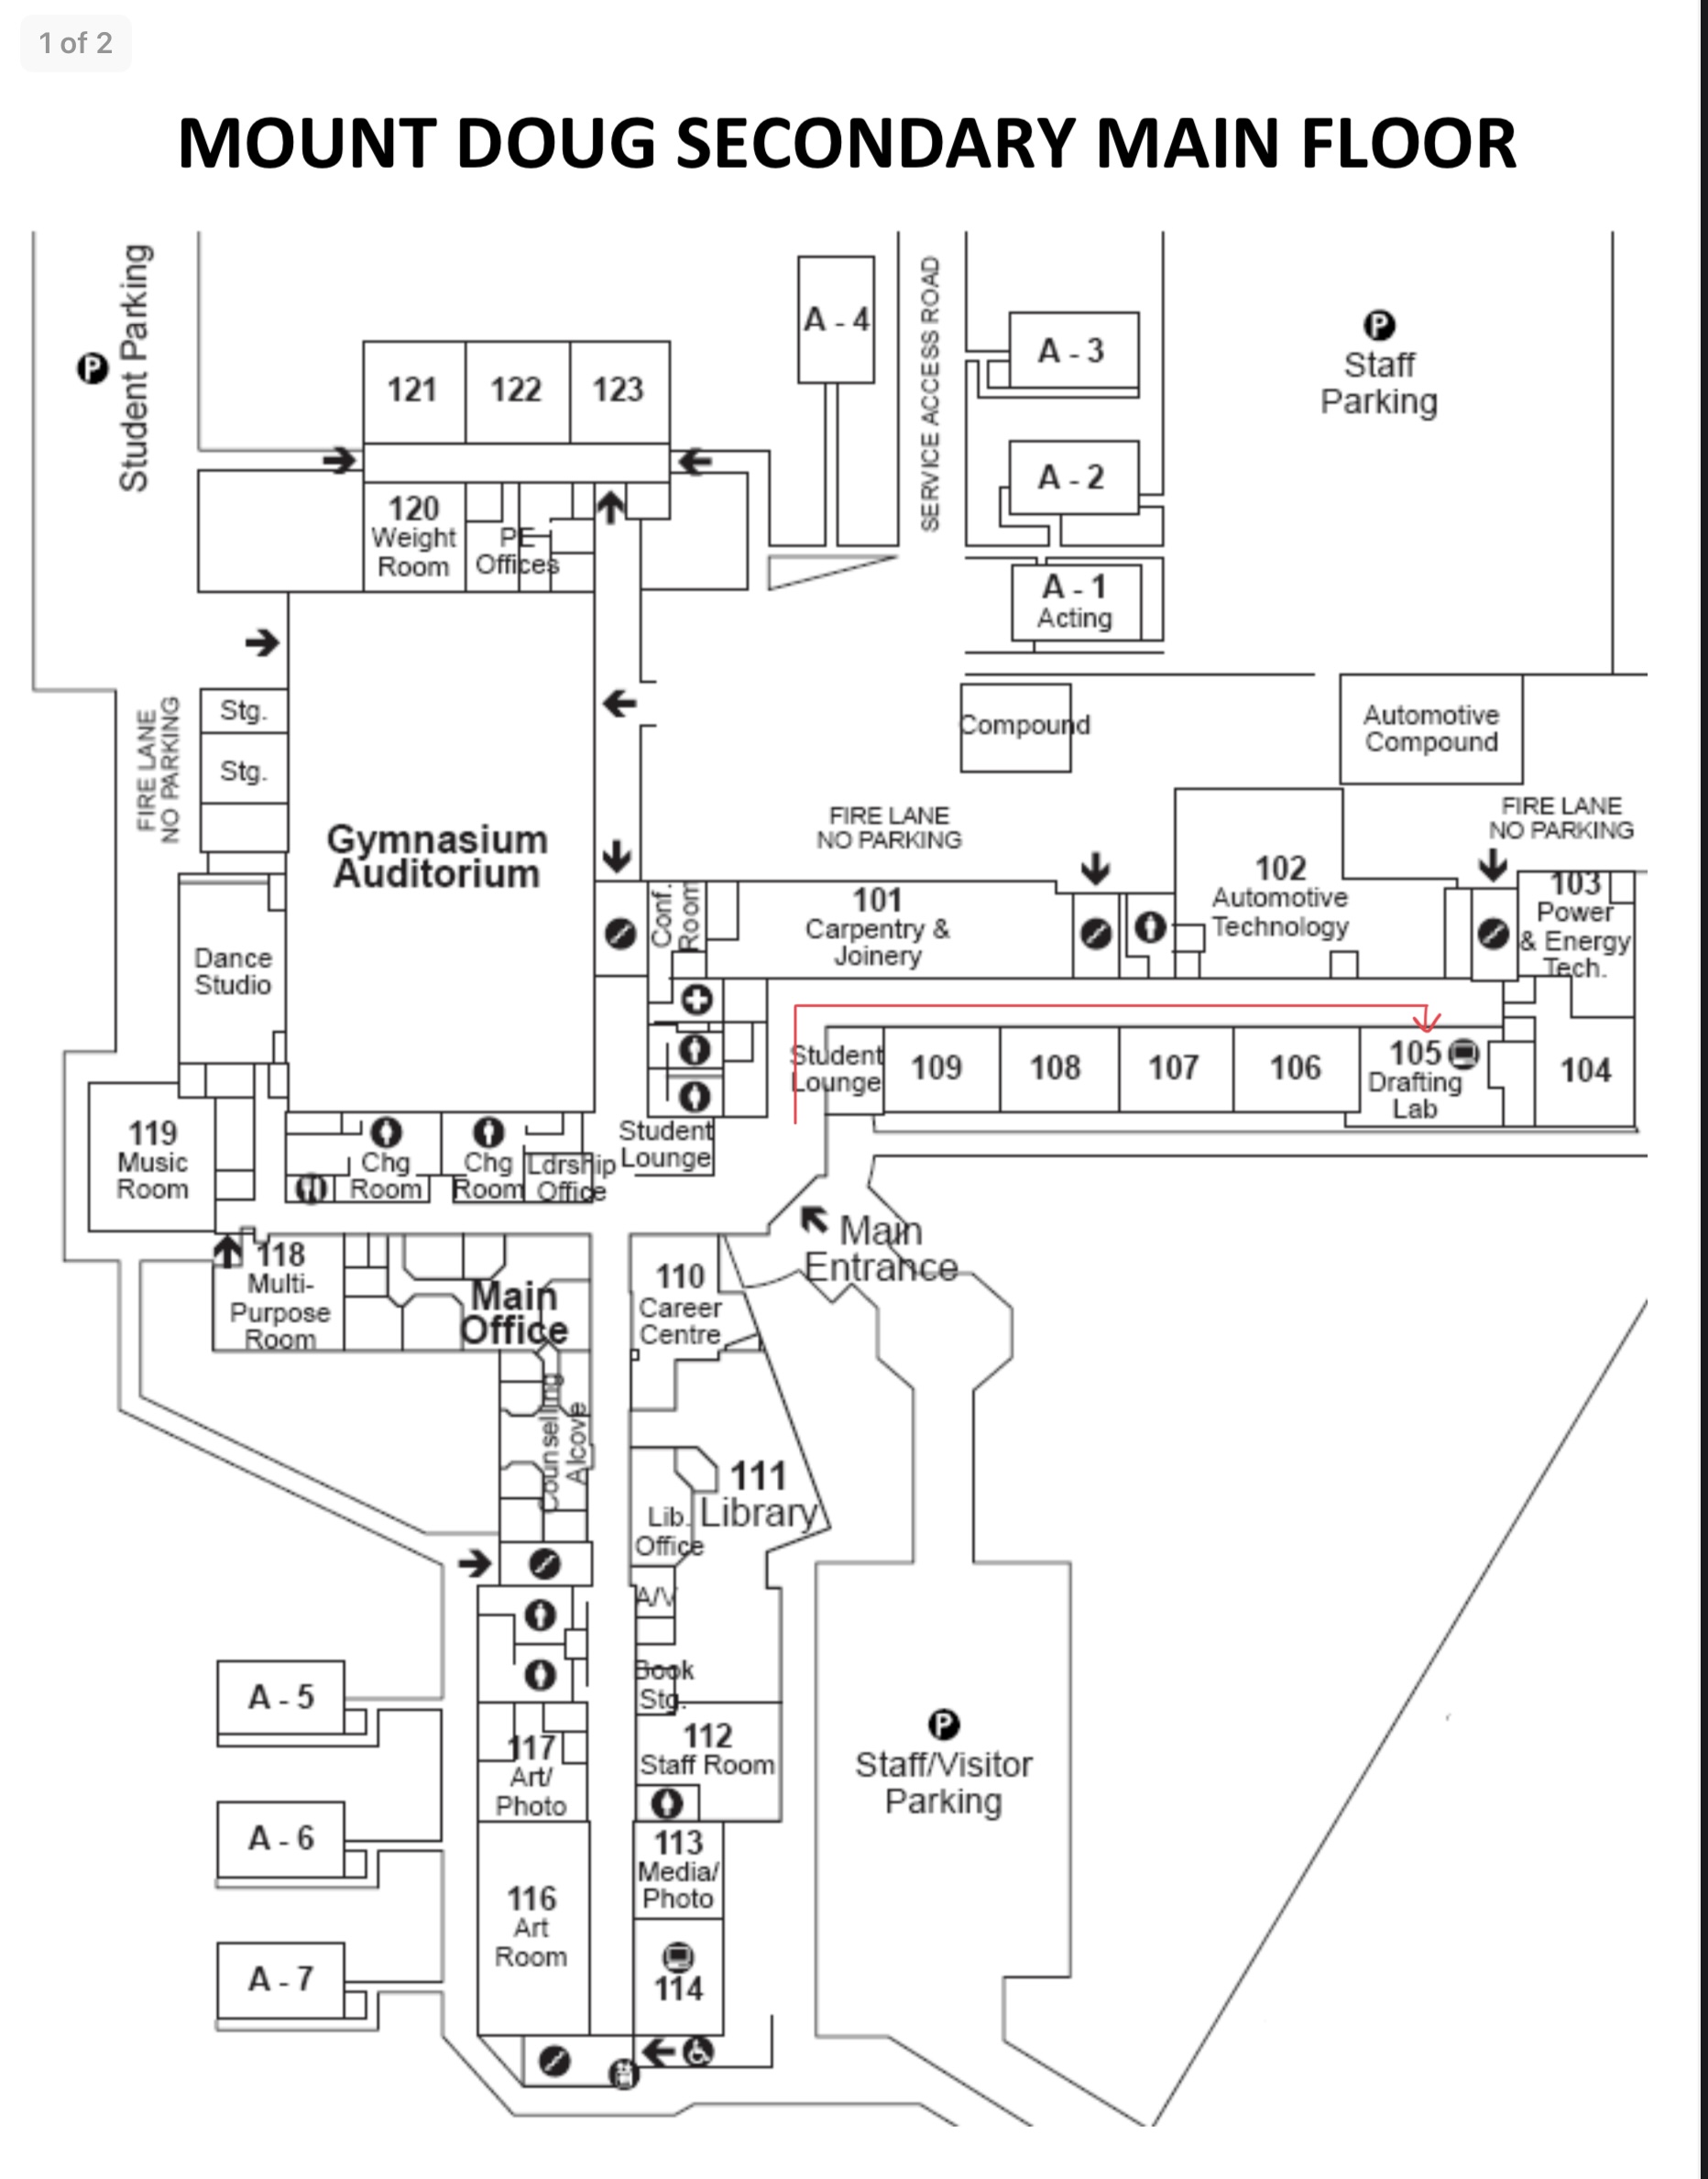 1 of 2
MOUNT DOUG SECONDARY MAIN FLOOR
Student Parking
P
A - 4
SERVICE ACCESS ROAD
A - 3
P
Staff
Parking
121
122
123
A - 2
120
Weight
Room
PE
Offices
A - 1
Acting
Stg.
Stg.
FIRE LANE
NO PARKING
Compound
Automotive
Compound
Gymnasium
Auditorium
FIRE LANE
NO PARKING
FIRE LANE
NO PARKING
Conf.
Room
101
Carpentry &
Joinery
102
Automotive
Technology
103
Power
& Energy
Tech.
Dance
Studio
Student
Lounge
109
108
107
106
105
Drafting
Lab
104
119
Music
Room
Chg
Room
Chg
Room
Ldrship
Office
Student
Lounge
Main
Entrance
118
Multi-
Purpose
Room
Main
Office
110
Career
Centre
Counselling
Alcove
111
Library
Lib.
Office
A/V
Book
Stg.
A - 5
117
Art/
Photo
112
Staff Room
P
Staff/Visitor
Parking
A - 6
113
Media/
Photo
116
Art
Room
A - 7
114